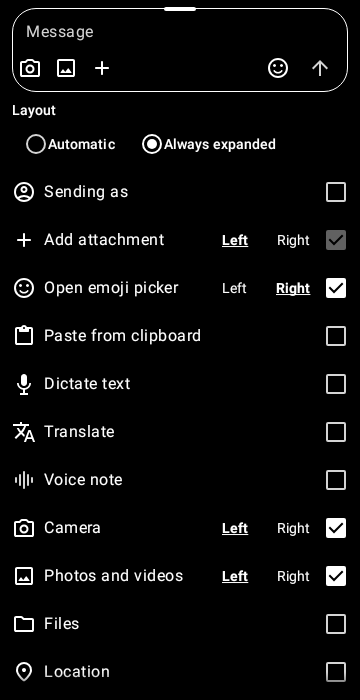 Message
Layout
Automatic Always expanded
Sending as
Add attachment Left Right
Open emoji picker Left Right
Paste from clipboard
Dictate text
Translate
Voice note
Camera Left Right
Photos and videos Left Right
Files
Location